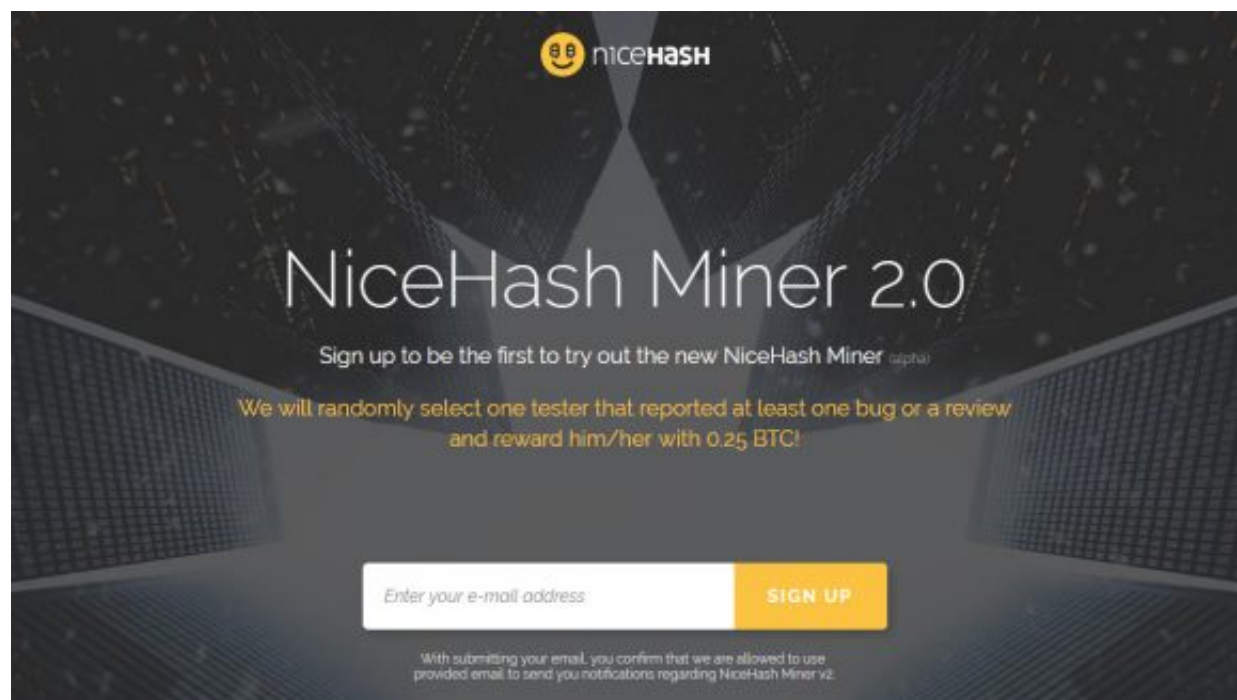 niceHASH
NiceHash Miner 2.0
Sign up to be the first to try out the new NiceHash Miner (alpha)
We will randomly select one tester that reported at least one bug or a review
and reward him/her with 0.25 BTC!
Enter your e-mail address
SIGN UP
With submitting your email, you confirm that we are allowed to use
provided email to send you notifications regarding NiceHash Miner v2.